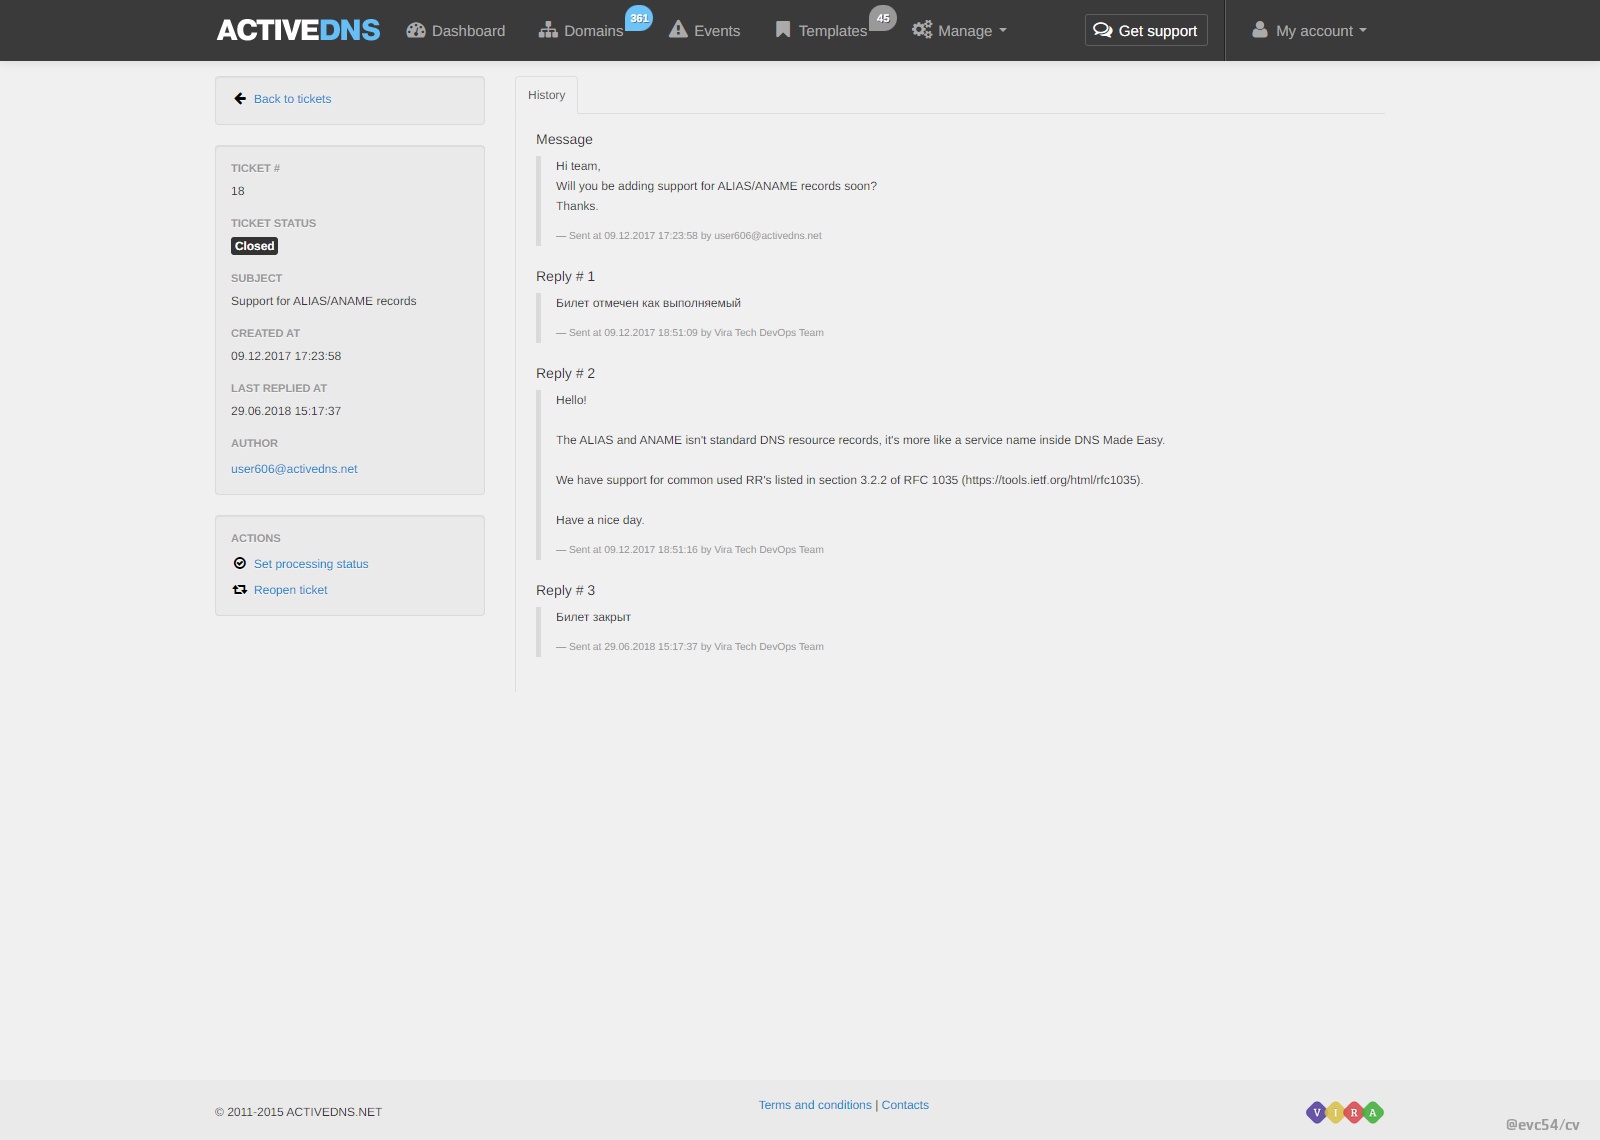 ACTIVEDNS
Dashboard
Domains
361
Events
Templates
45
Manage
Get support
My account
Back to tickets
TICKET #
18
TICKET STATUS
Closed
SUBJECT
Support for ALIAS/ANAME records
CREATED AT
09.12.2017 17:23:58
LAST REPLIED AT
29.06.2018 15:17:37
AUTHOR
user606@activedns.net
ACTIONS
Set processing status
Reopen ticket
History
Message
Hi team,
Will you be adding support for ALIAS/ANAME records soon?
Thanks.
— Sent at 09.12.2017 17:23:58 by user606@activedns.net
Reply # 1
Билет отмечен как выполняемый
— Sent at 09.12.2017 18:51:09 by Vira Tech DevOps Team
Reply # 2
Hello!
The ALIAS and ANAME isn't standard DNS resource records, it's more like a service name inside DNS Made Easy.
We have support for common used RR's listed in section 3.2.2 of RFC 1035 (https://tools.ietf.org/html/rfc1035).
Have a nice day.
— Sent at 09.12.2017 18:51:16 by Vira Tech DevOps Team
Reply # 3
Билет закрыт
— Sent at 29.06.2018 15:17:37 by Vira Tech DevOps Team
© 2011-2015 ACTIVEDNS.NET
Terms and conditions | Contacts
VIRA
@evc54/cv